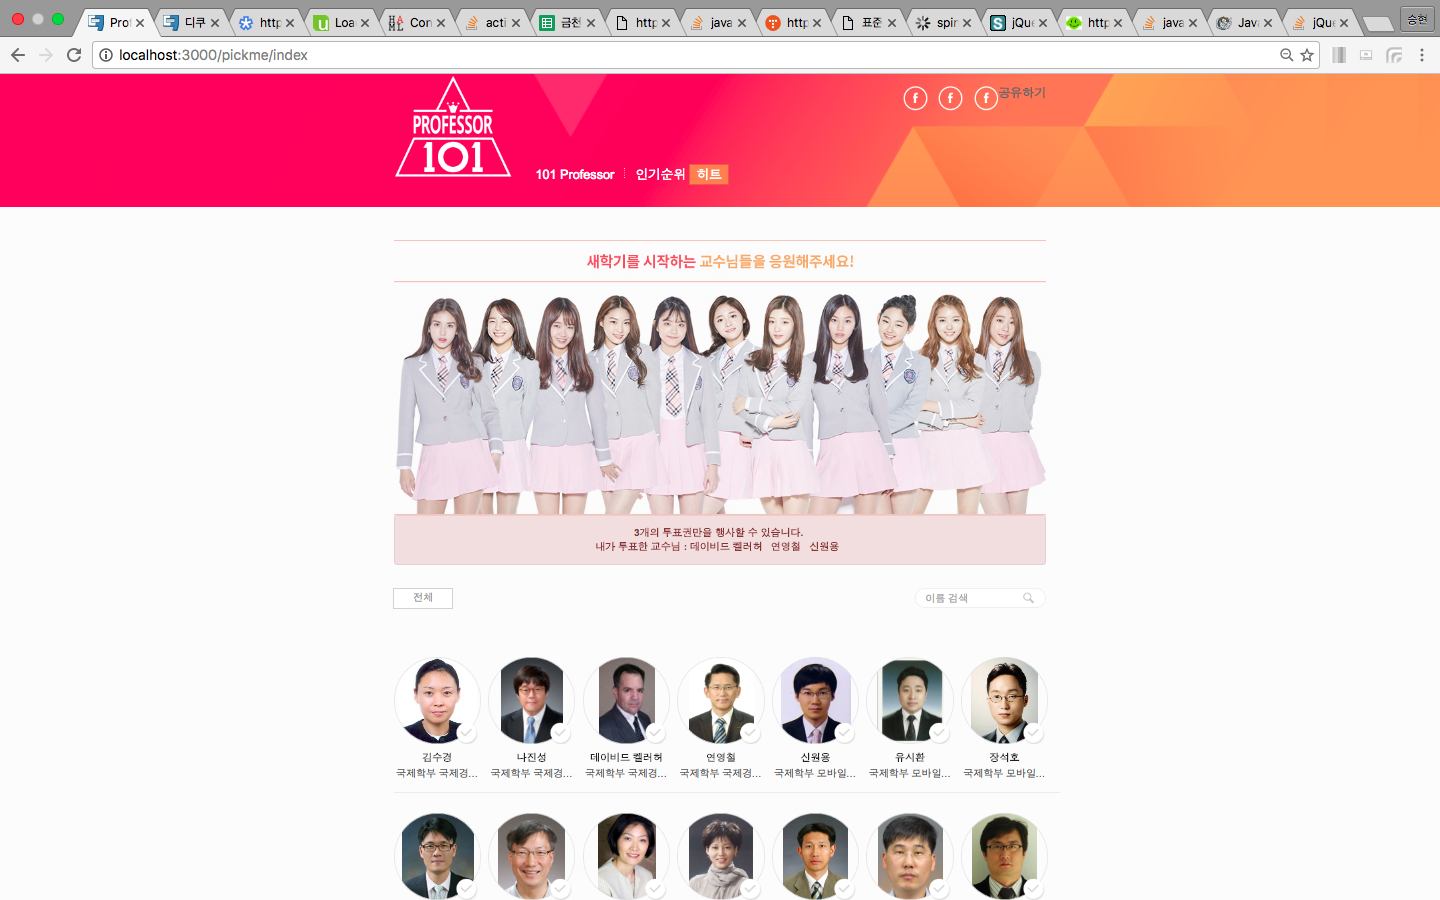 Prof
디쿠
http
Loa
Cor
acti
금천
http
java
http
표준
spir
jQue
http
java
Java
jQue
승현
localhost:3000/pickme/index
PROFESSOR
101
공유하기
101 Professor
인기순위 히트
새학기를 시작하는 교수님들을 응원해주세요!
3개의 투표권만을 행사할 수 있습니다.
내가 투표한 교수님 : 데이비드 켈러허 연영철 신원용
전체
이름 검색
김수경
나진성
데이비드 켈러허
연영철
신원용
유시환
장석호
국제학부 국제경...
국제학부 국제경...
국제학부 국제경...
국제학부 국제경...
국제학부 모바일...
국제학부 모바일...
국제학부 모바일...